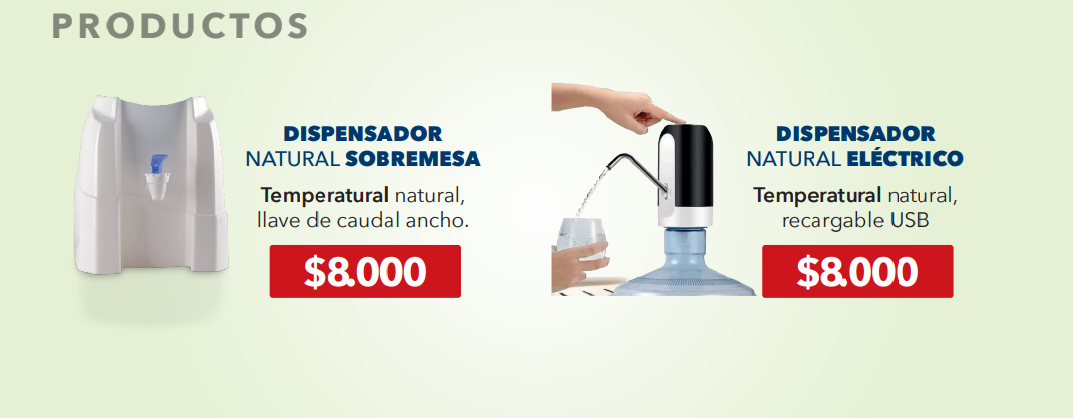 PRODUCTOS
DISPENSADOR
NATURAL SOBREMESA
Temperatural natural,
llave de caudal ancho.
$8.000
DISPENSADOR
NATURAL ELÉCTRICO
Temperatural natural,
recargable USB
$8.000